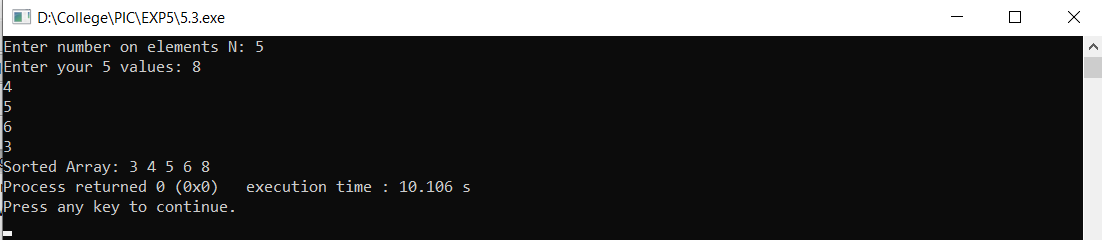 D:\College\PIC\EXP5\5.3.exe
Enter number on elements N: 5
Enter your 5 values: 8
4
5
6
3
Sorted Array: 3 4 5 6 8
Process returned 0 (0x0)   execution time : 10.106 s
Press any key to continue.